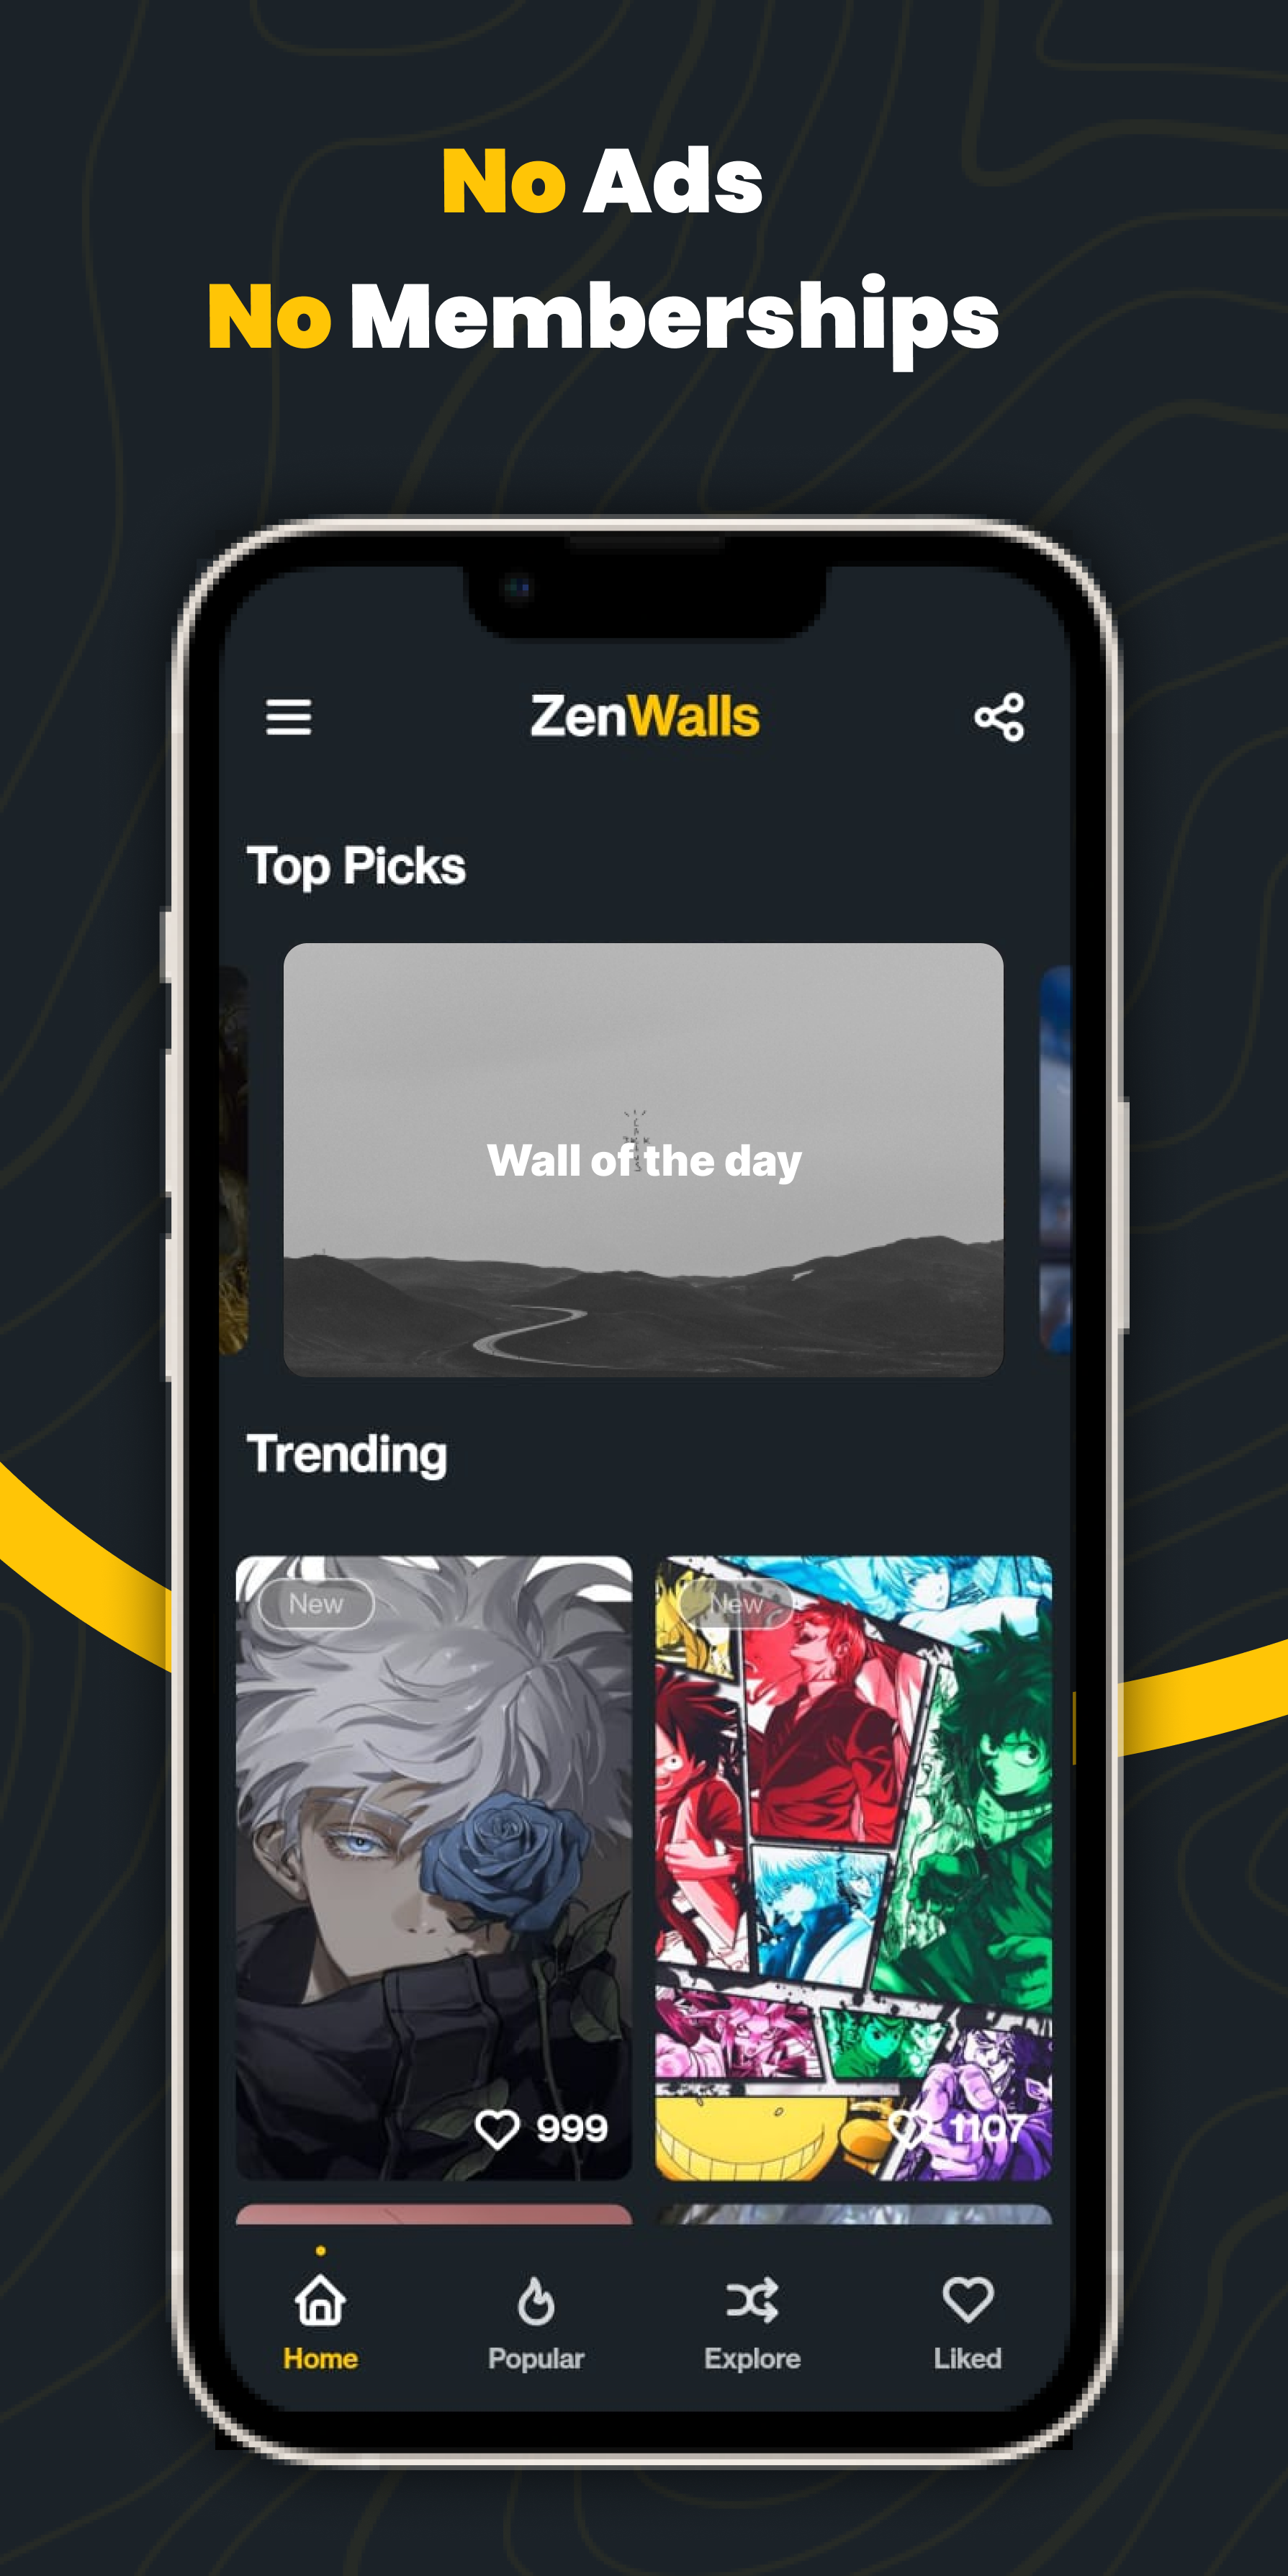 No Ads
No Memberships
ZenWalls
Top Picks
Wall of the day
Trending
New
New
999
1107
Home
Popular
Explore
Liked